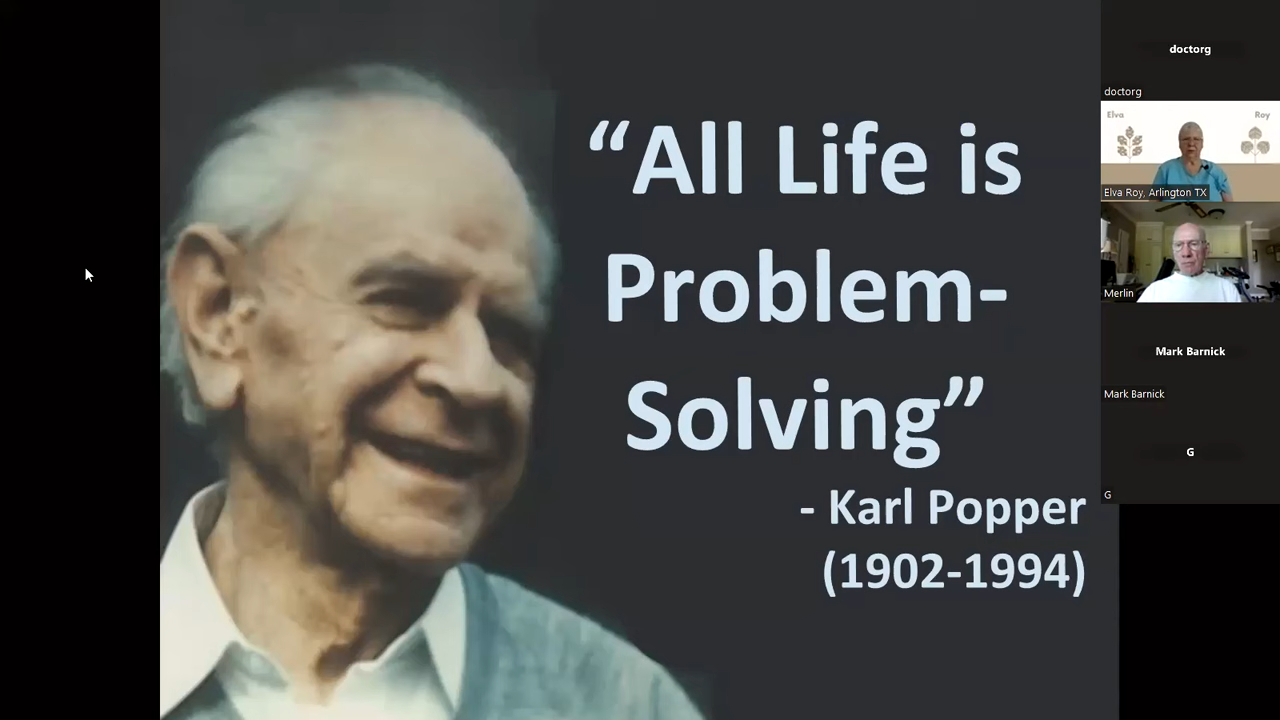 “All Life is
Problem-
Solving”
- Karl Popper
(1902-1994)
doctorg
doctorg
Elva
Roy
Elva Roy, Arlington TX
Merlin
Mark Barnick
Mark Barnick
G
G